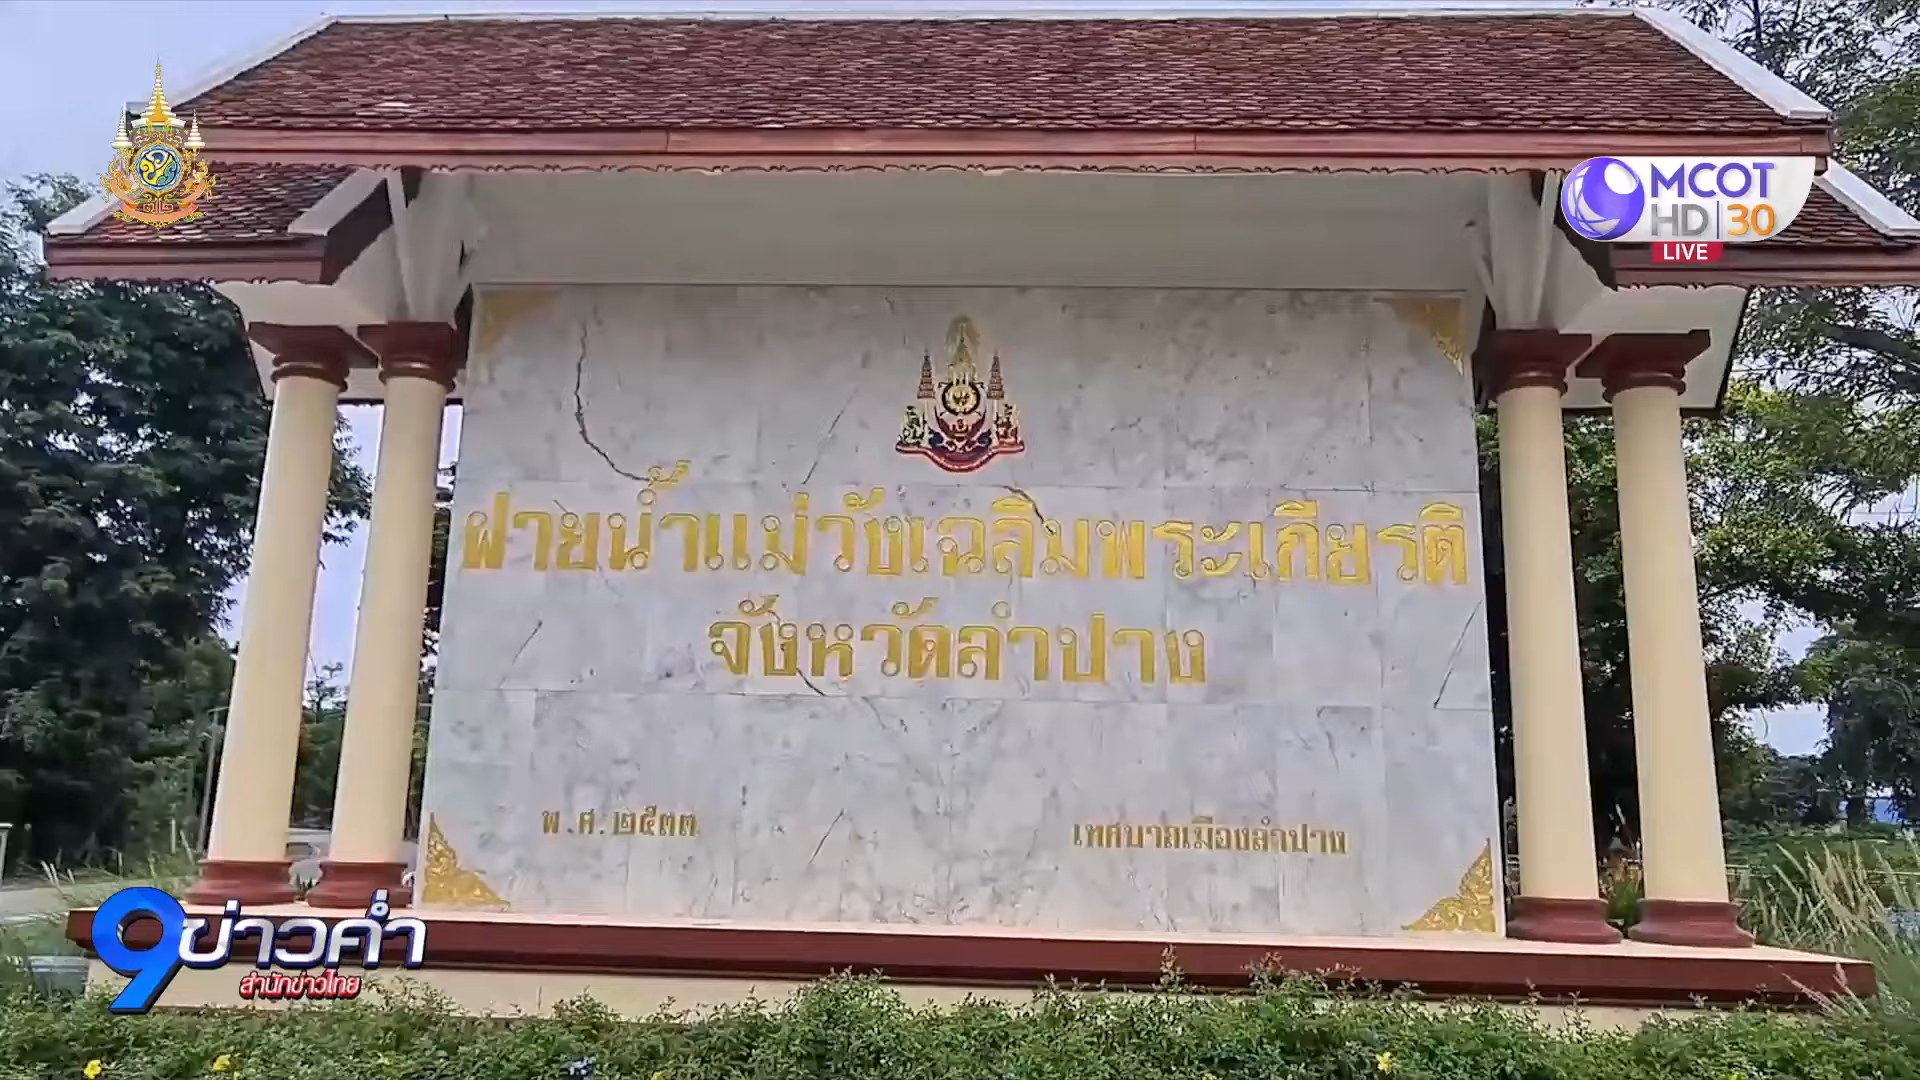 MCOT
HD 30
LIVE
ฝายน้ำแม่วังเฉลิมพระเกียรติ
จังหวัดลำปาง
พ.ศ.๒๕๓๓
เทศบาลเมืองลำปาง
9ข่าวค่ำ
สำนักข่าวไทย